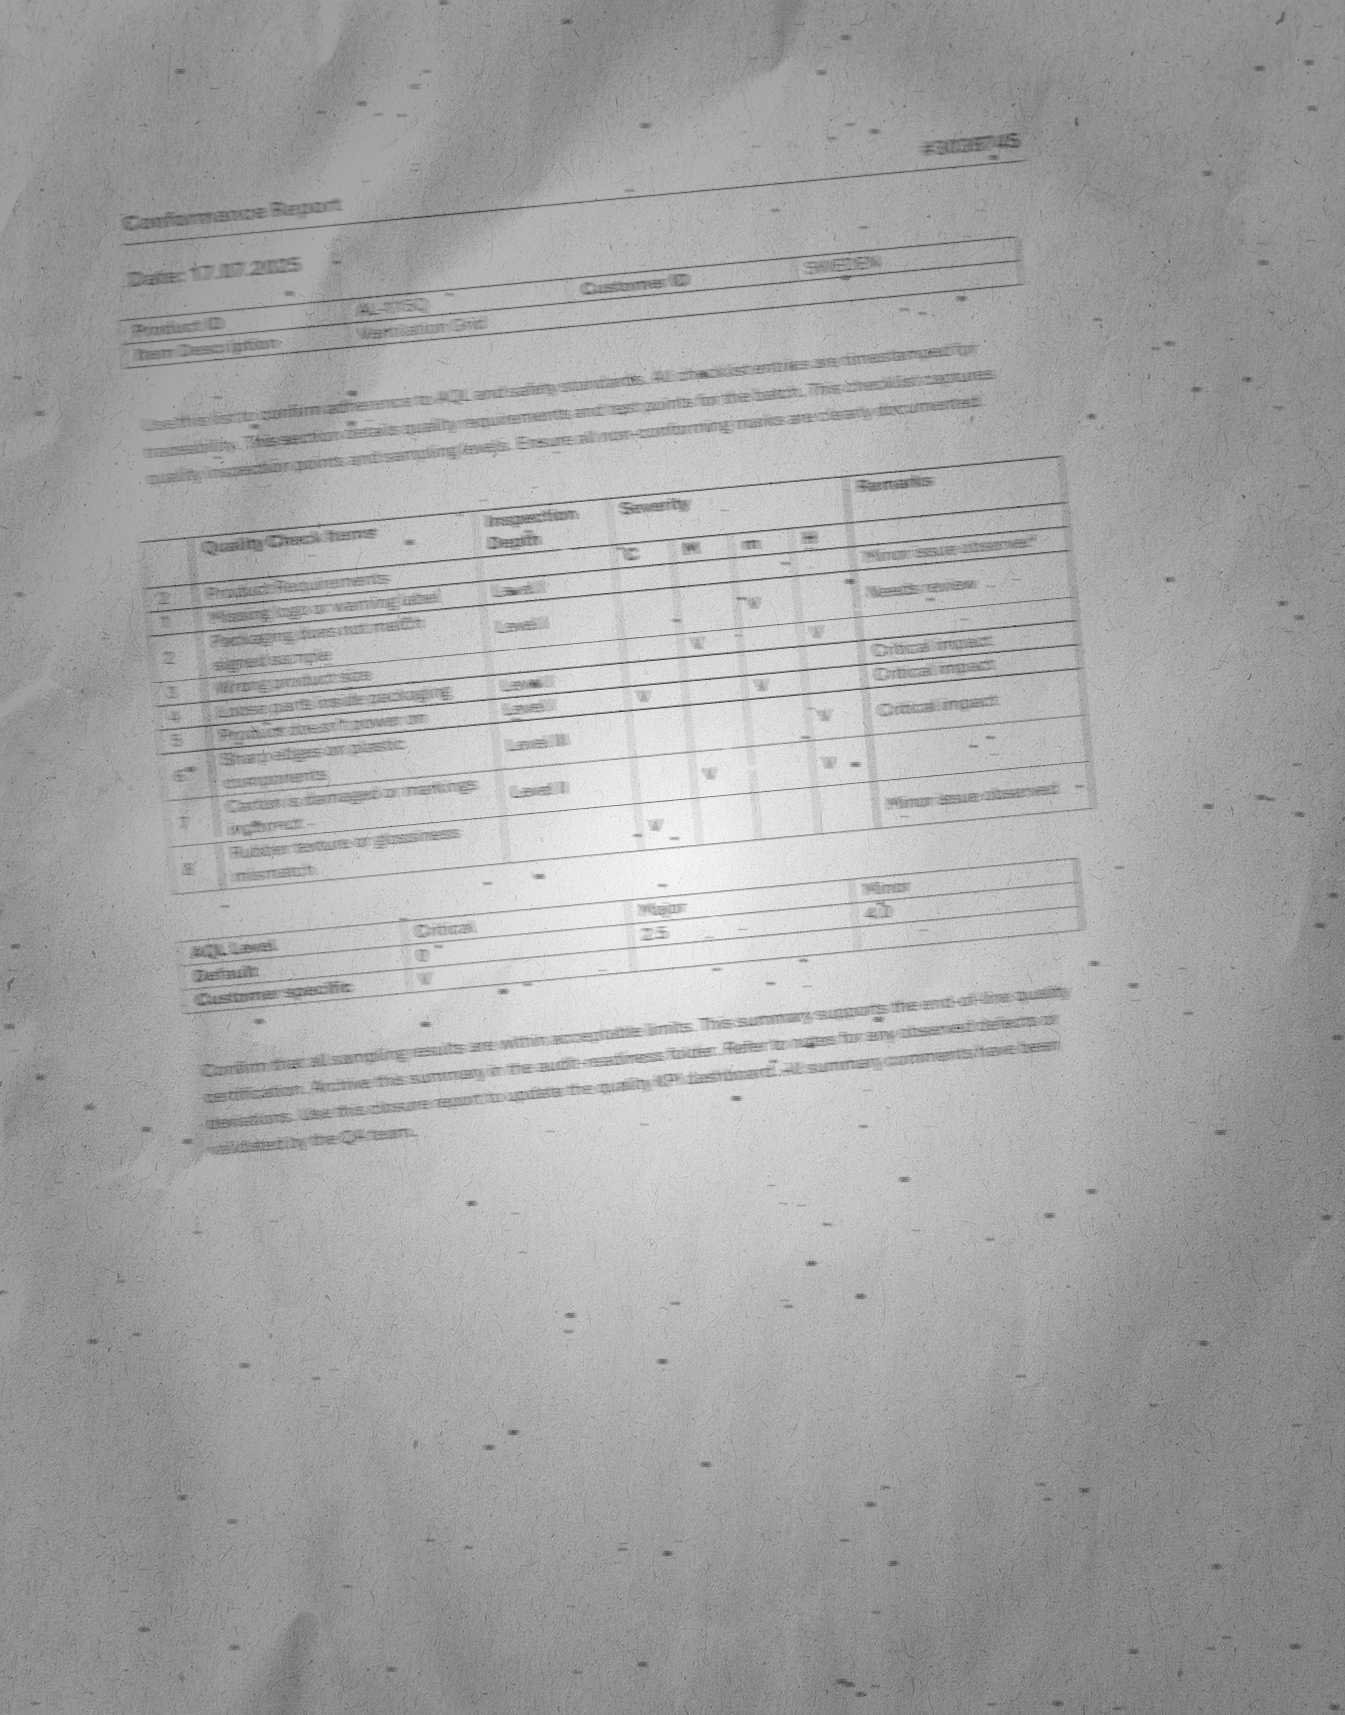 Conformance Report
Date: 17.07.2025
Product ID Customer ID SWEDEN
Item Description Ventilation Grid
Use this list to confirm adherence to AQL and safety standards. All checklist entries are timestamped for
traceability. This section details quality requirements and test points for the batch. This checklist captures
quality inspection points and sampling levels. Ensure all non-conforming marks are clearly documented.
Quality Check Items Inspection Depth Severity Remarks
C M m
2 Product Requirements
1 Missing logo or warning label Level I Minor issue observed
2 Packaging does not match signed sample Level I V Needs review
3 Wrong product size V V
4 Loose parts inside packaging Critical impact
5 Product doesn't power on V V Critical impact
6 Sharp edges on plastic components Level III V Critical impact
7 Carton is damaged or markings incorrect Level II V V
8 Rubber texture or glossiness mismatch V Minor issue observed
AQL Level Critical Major Minor
Default 0 2.5 4.0
Customer specific V
Confirm that all sampling results are within acceptable limits. This summary supports the end-of-line quality
certification. Archive this summary in the audit-readiness folder. Refer to notes for any observed defects or
deviations. Use this closure report to update the quality KPI dashboard. All summary comments have been
validated by the QA team.